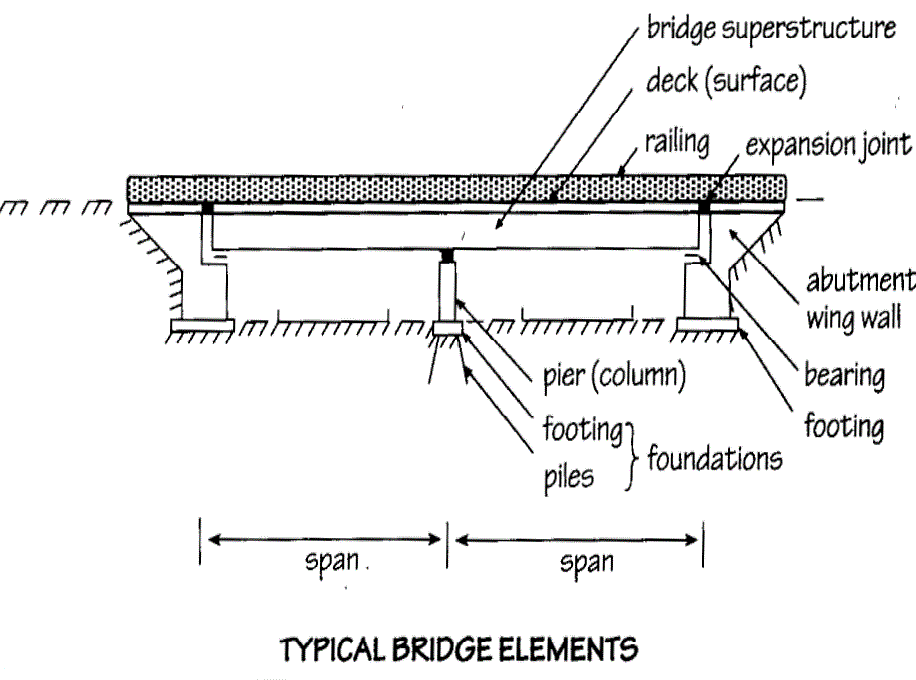 bridge superstructure
deck (surface)
railing
expansion joint
abutment
wing wall
pier (column)
bearing
footing
footing
piles
foundations
span
span
TYPICAL BRIDGE ELEMENTS